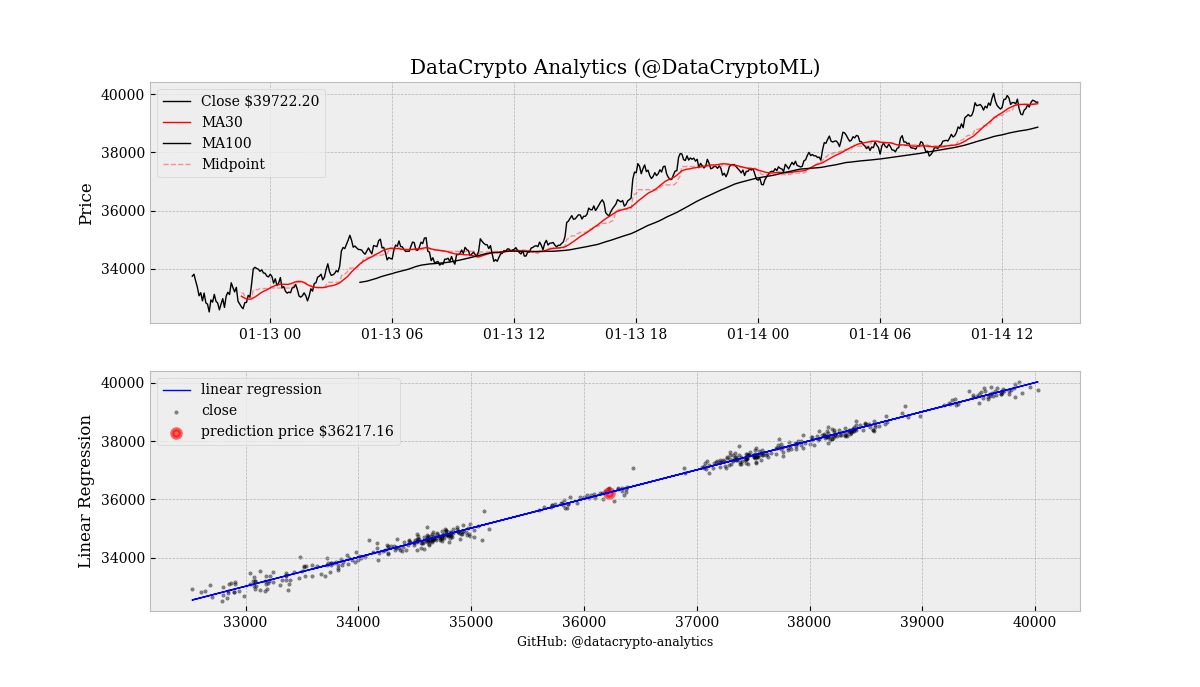 DataCrypto Analytics (@DataCryptoML)
40000
38000
36000
34000
Price
Close $39722.20
MA30
MA100
Midpoint
01-13 00
01-13 06
01-13 12
01-13 18
01-14 00
01-14 06
01-14 12
40000
38000
36000
34000
Linear Regression
linear regression
close
prediction price $36217.16
33000
34000
35000
36000
37000
38000
39000
40000
GitHub: @datacrypto-analytics